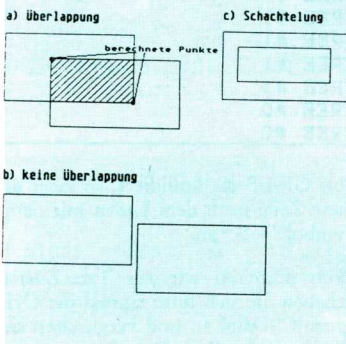 a) Überlappung
c) Schachtelung
berechnete Punkte
b) keine Überlappung